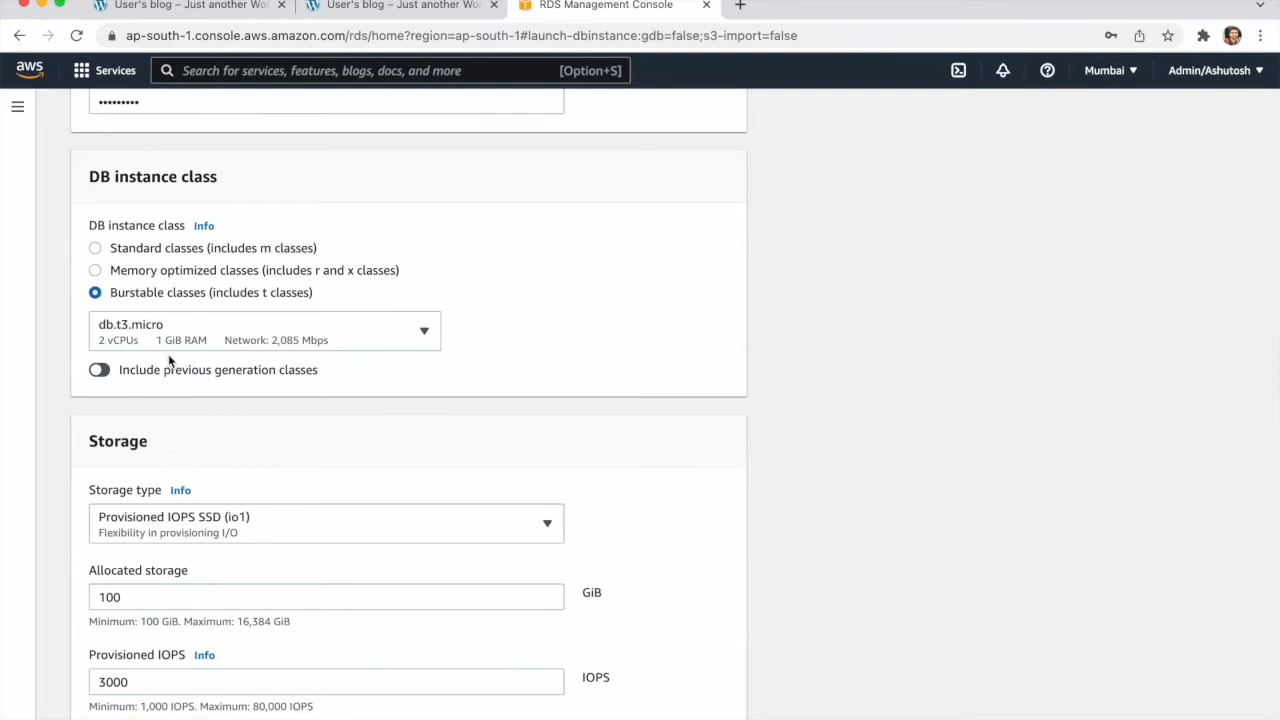 User's blog – Just another Wor
User's blog – Just another Wor
RDS Management Console
ap-south-1.console.aws.amazon.com/rds/home?region=ap-south-1#launch-dbinstance:gdb=false;s3-import=false
aws
Services
Search for services, features, blogs, docs, and more
[Option+S]
Mumbai
Admin/Ashutosh
•••••••••
DB instance class
DB instance class Info
Standard classes (includes m classes)
Memory optimized classes (includes r and x classes)
Burstable classes (includes t classes)
db.t3.micro
2 vCPUs 1 GiB RAM Network: 2,085 Mbps
Include previous generation classes
Storage
Storage type Info
Provisioned IOPS SSD (io1)
Flexibility in provisioning I/O
Allocated storage
100
GiB
Minimum: 100 GiB. Maximum: 16,384 GiB
Provisioned IOPS Info
3000
IOPS
Minimum: 1,000 IOPS. Maximum: 80,000 IOPS